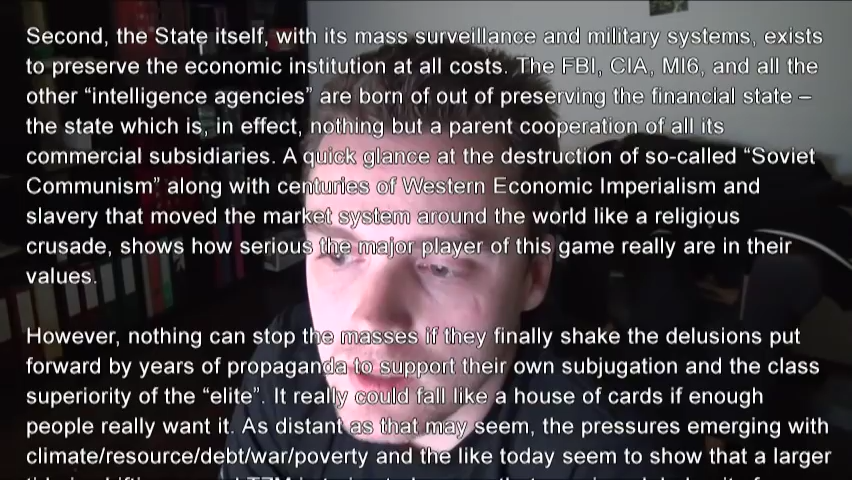 Second, the State itself, with its mass surveillance and military systems, exists
to preserve the economic institution at all costs. The FBI, CIA, MI6, and all the
other “intelligence agencies” are born of out of preserving the financial state –
the state which is, in effect, nothing but a parent cooperation of all its
commercial subsidiaries. A quick glance at the destruction of so-called “Soviet
Communism” along with centuries of Western Economic Imperialism and
slavery that moved the market system around the world like a religious
crusade, shows how serious the major player of this game really are in their
values.
However, nothing can stop the masses if they finally shake the delusions put
forward by years of propaganda to support their own subjugation and the class
superiority of the “elite”. It really could fall like a house of cards if enough
people really want it. As distant as that may seem, the pressures emerging with
climate/resource/debt/war/poverty and the like today seem to show that a larger